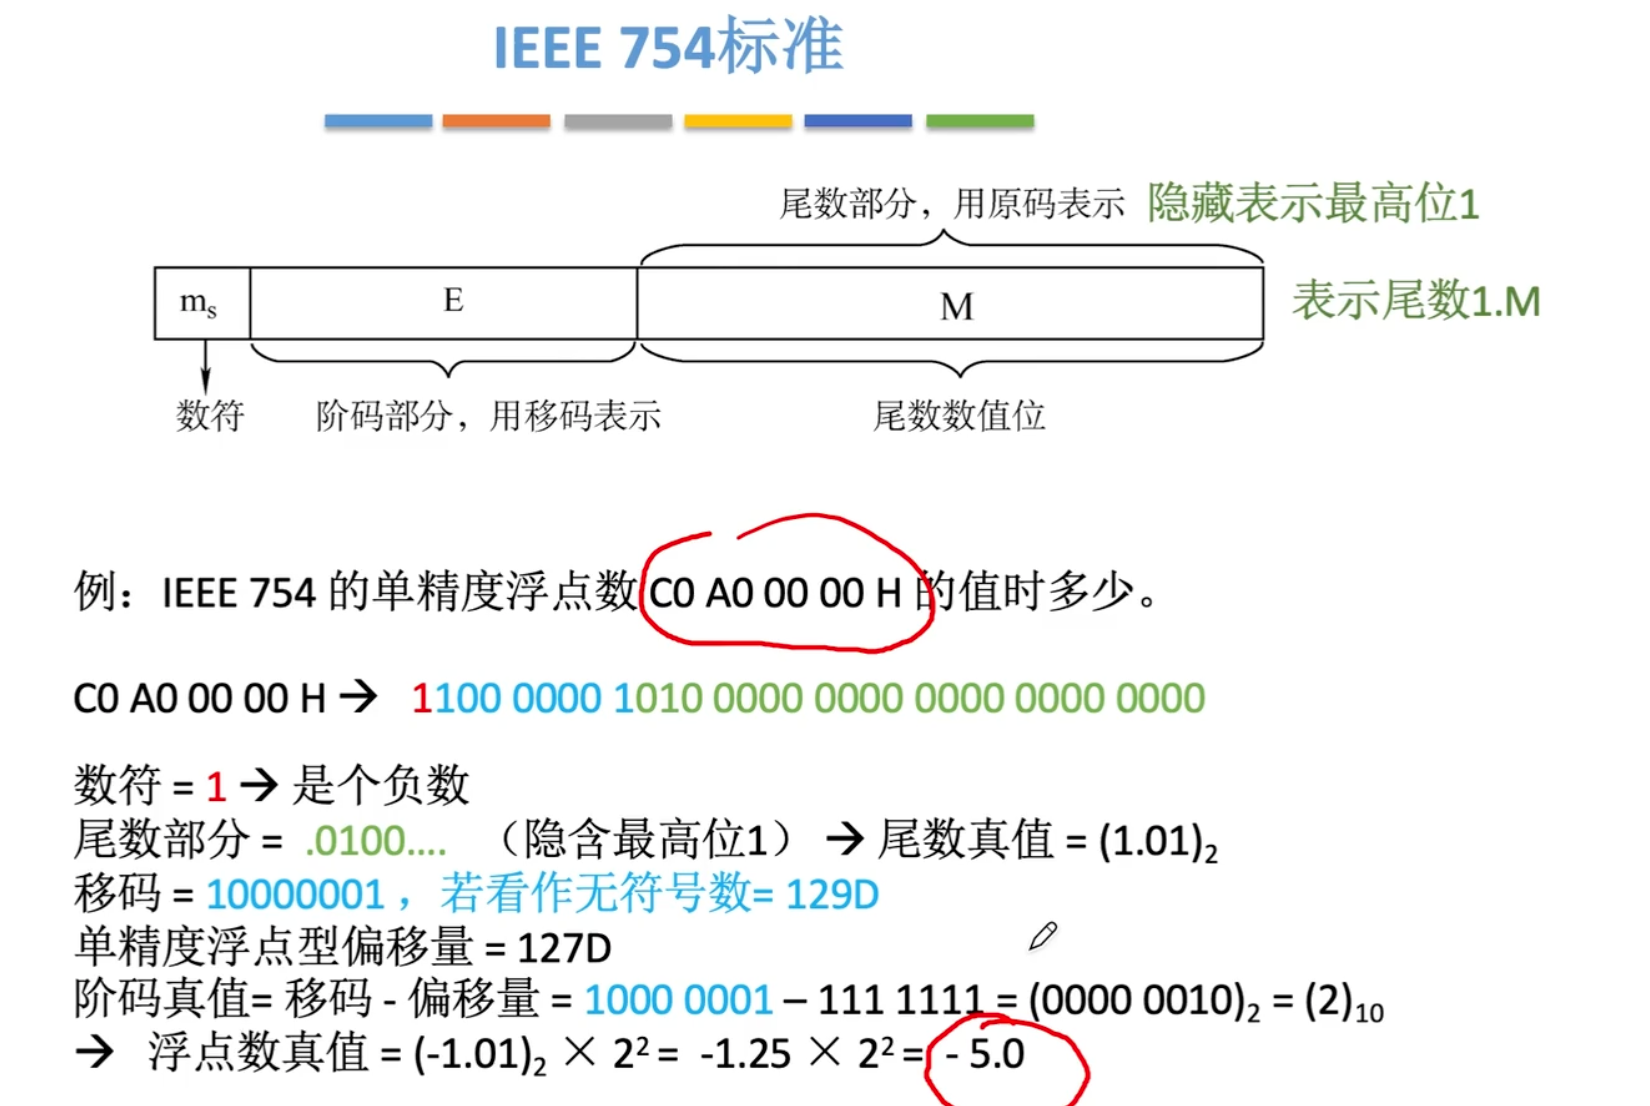 IEEE 754标准
尾数部分，用原码表示 隐藏表示最高位1
mₛ E M 表示尾数1.M
数符 阶码部分，用移码表示 尾数数值位
例：IEEE 754 的单精度浮点数 C0 A0 00 00 H 的值时多少。
C0 A0 00 00 H → 1100 0000 1010 0000 0000 0000 0000 0000
数符 = 1 → 是个负数
尾数部分 = .0100.... （隐含最高位1） → 尾数真值 = (1.01)₂
移码 = 10000001 ，若看作无符号数= 129D
单精度浮点型偏移量 = 127D
阶码真值= 移码 - 偏移量 = 1000 0001 – 111 1111 = (0000 0010)₂ = (2)₁₀
→ 浮点数真值 = (-1.01)₂ × 2² = -1.25 × 2² = - 5.0